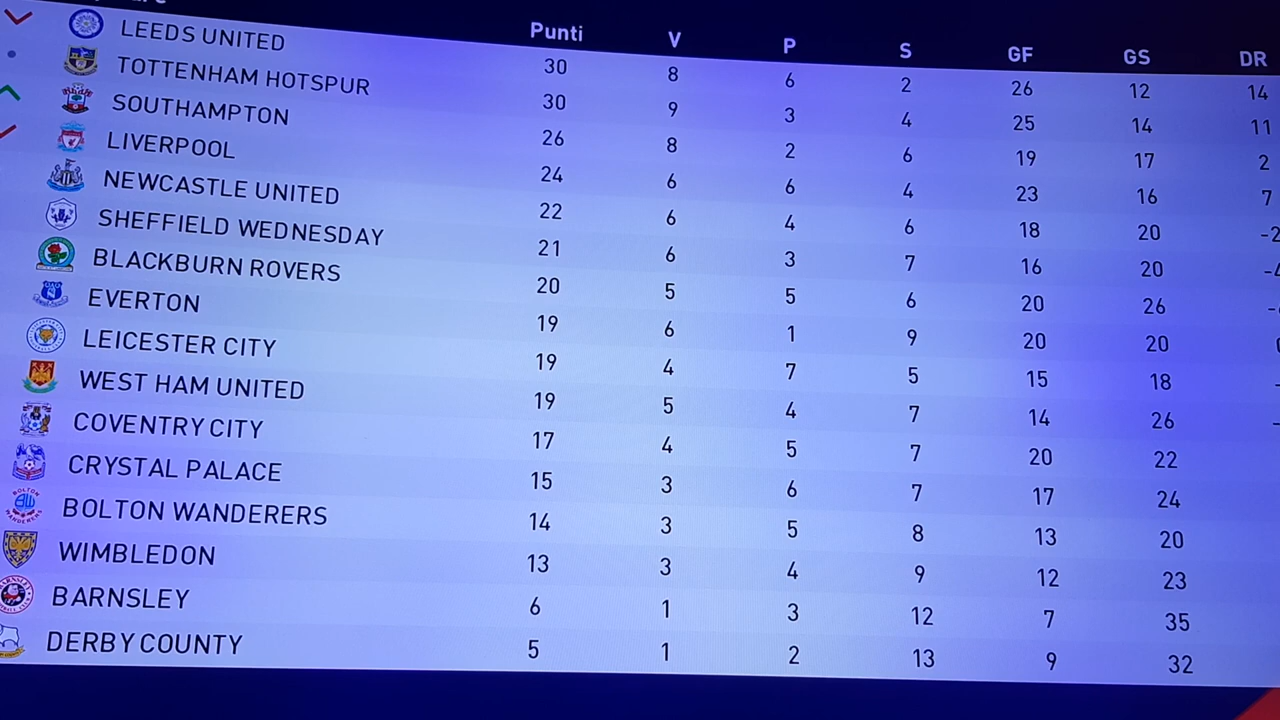 Punti V P S GF GS DR
LEEDS UNITED 30 8 6 2 26 12 14
TOTTENHAM HOTSPUR 30 9 3 4 25 14 11
SOUTHAMPTON 26 8 2 6 19 17 2
LIVERPOOL 24 6 6 4 23 16 7
NEWCASTLE UNITED 22 6 4 6 18 20 -2
SHEFFIELD WEDNESDAY 21 6 3 7 16 20
BLACKBURN ROVERS 20 5 5 6 20 26
EVERTON 19 6 1 9 20 20
LEICESTER CITY 19 4 7 5 15 18
WEST HAM UNITED 19 5 4 7 14 26
COVENTRY CITY 17 4 5 7 20 22
CRYSTAL PALACE 15 3 6 7 17 24
BOLTON WANDERERS 14 3 5 8 13 20
WIMBLEDON 13 3 4 9 12 23
BARNSLEY 6 1 3 12 7 35
DERBY COUNTY 5 1 2 13 9 32